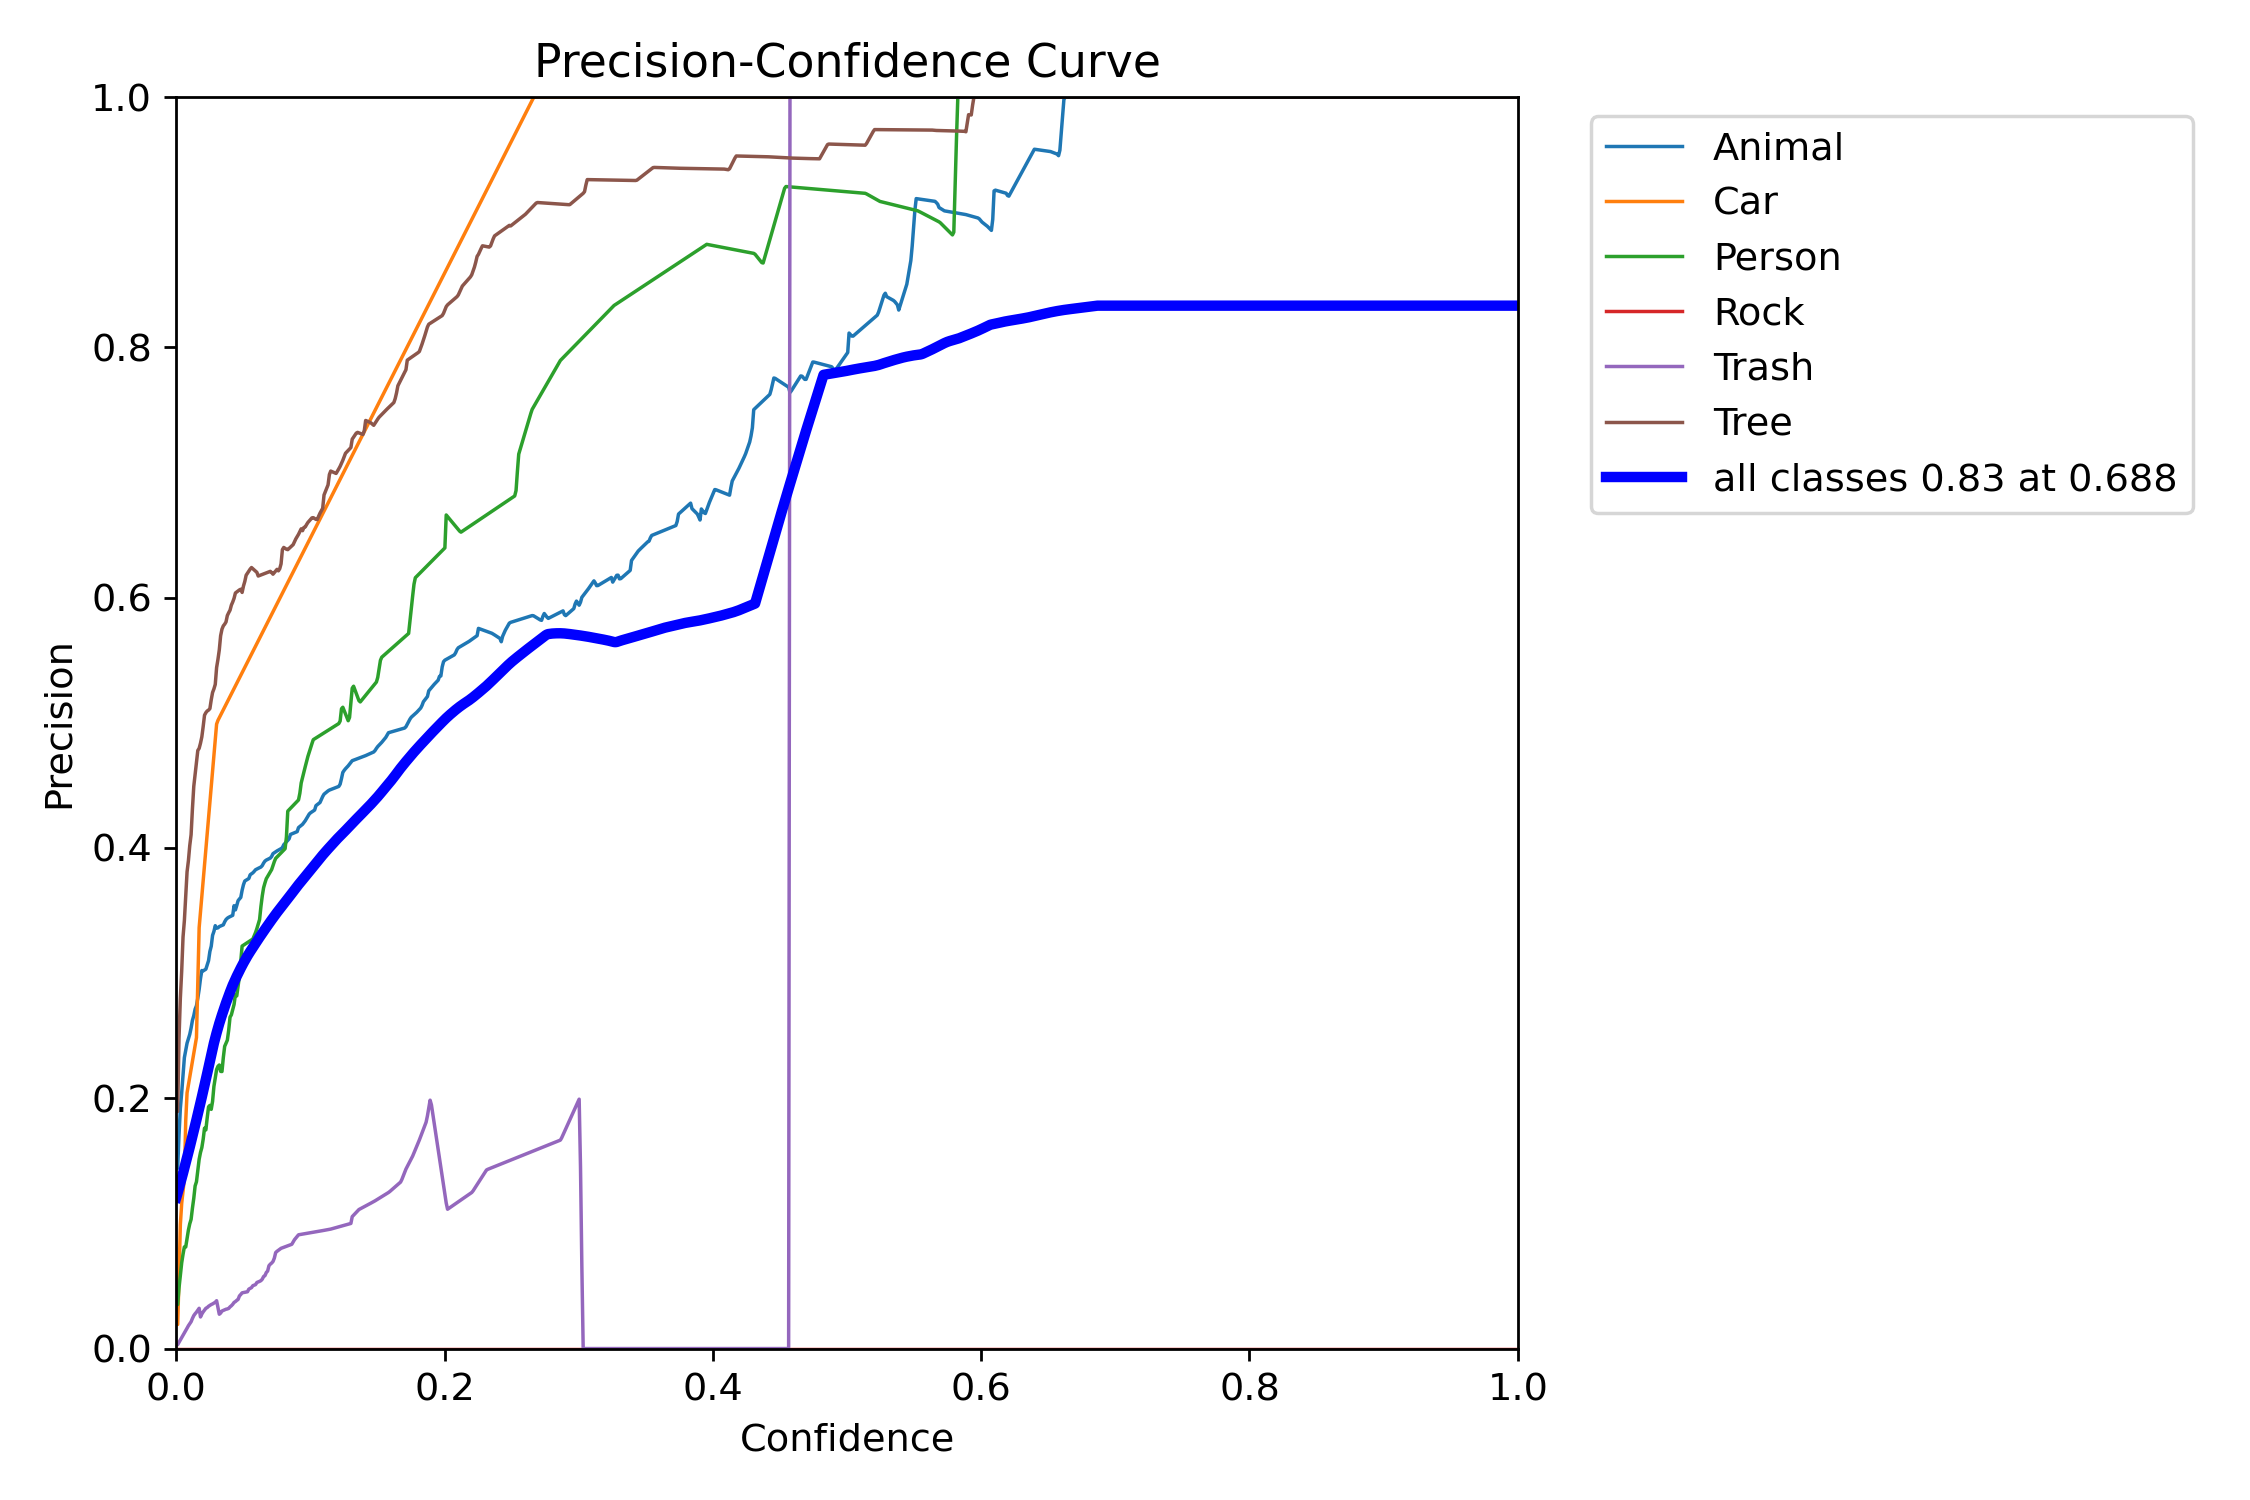 Precision-Confidence Curve
1.0
0.8
0.6
0.4
0.2
0.0
Precision
0.0 0.2 0.4 0.6 0.8 1.0
Confidence
Animal
Car
Person
Rock
Trash
Tree
all classes 0.83 at 0.688